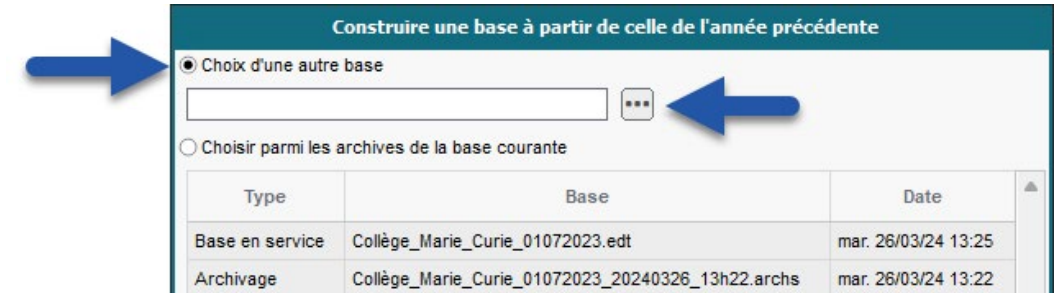 Construire une base à partir de celle de l'année précédente
Choix d'une autre base
Choisir parmi les archives de la base courante
Type Base Date
Base en service Collège_Marie_Curie_01072023.edt mar. 26/03/24 13:25
Archivage Collège_Marie_Curie_01072023_20240326_13h22.archs mar. 26/03/24 13:22